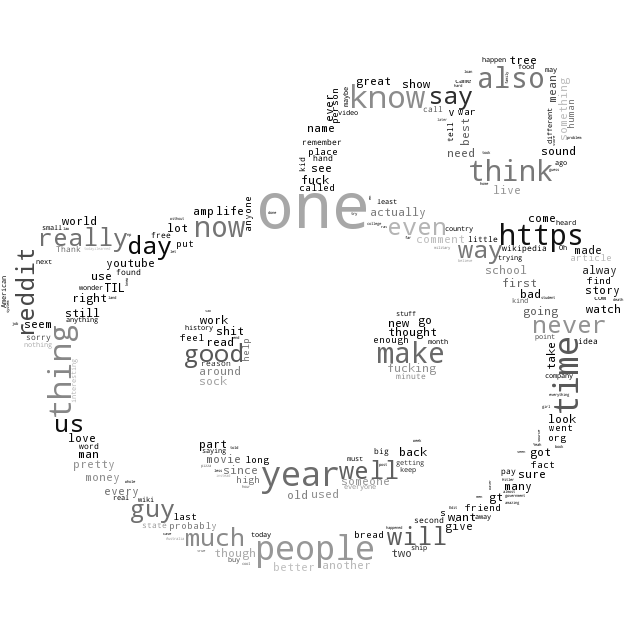 happen tree
food may
great show also mean something
ever person maybe know say call
video v war different human
name tell best
remember need sound
kid place hand think ago
see fuck live
called
one least
world amp life anyone actually
small really lot now even come heard
Thank day free put comment country https
next youtube way little wikipedia oh made
reddit use found school trying article alway
American wonder TIL first find
right bad story
still kind going watch
anything work stuff never
seem history shit new go point idea
sorry feel read enough thought month time
nothing good help make take
thing reason fucking company
interesting around minute
sock everything
us look
love part went
word saying back org
man movie long big got
pretty since year well getting fact
money high someone keep pay sure
every old used everyone many
real wiki gt
guy last s friend
state probably second want away
much today bread will give
though people two ship
buy better another